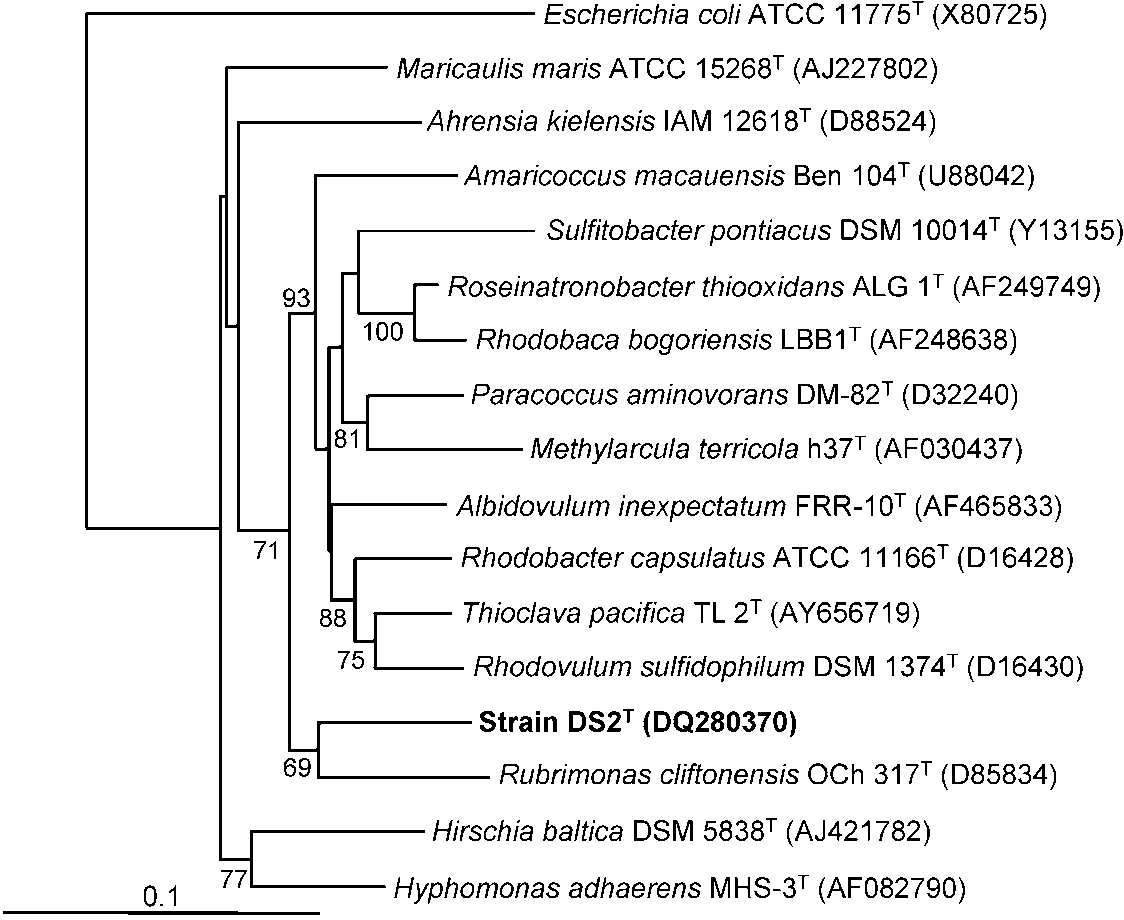 Escherichia coli ATCC 11775ᵀ (X80725)
Maricaulis maris ATCC 15268ᵀ (AJ227802)
Ahrensia kielensis IAM 12618ᵀ (D88524)
Amaricoccus macauensis Ben 104ᵀ (U88042)
Sulfitobacter pontiacus DSM 10014ᵀ (Y13155)
Roseinatronobacter thiooxidans ALG 1ᵀ (AF249749)
93
100
Rhodobaca bogoriensis LBB1ᵀ (AF248638)
Paracoccus aminovorans DM-82ᵀ (D32240)
81
Methylarcula terricola h37ᵀ (AF030437)
Albidovulum inexpectatum FRR-10ᵀ (AF465833)
71
Rhodobacter capsulatus ATCC 11166ᵀ (D16428)
88
Thioclava pacifica TL 2ᵀ (AY656719)
75
Rhodovulum sulfidophilum DSM 1374ᵀ (D16430)
Strain DS2ᵀ (DQ280370)
69
Rubrimonas cliftonensis OCh 317ᵀ (D85834)
Hirschia baltica DSM 5838ᵀ (AJ421782)
77
Hyphomonas adhaerens MHS-3ᵀ (AF082790)
0.1